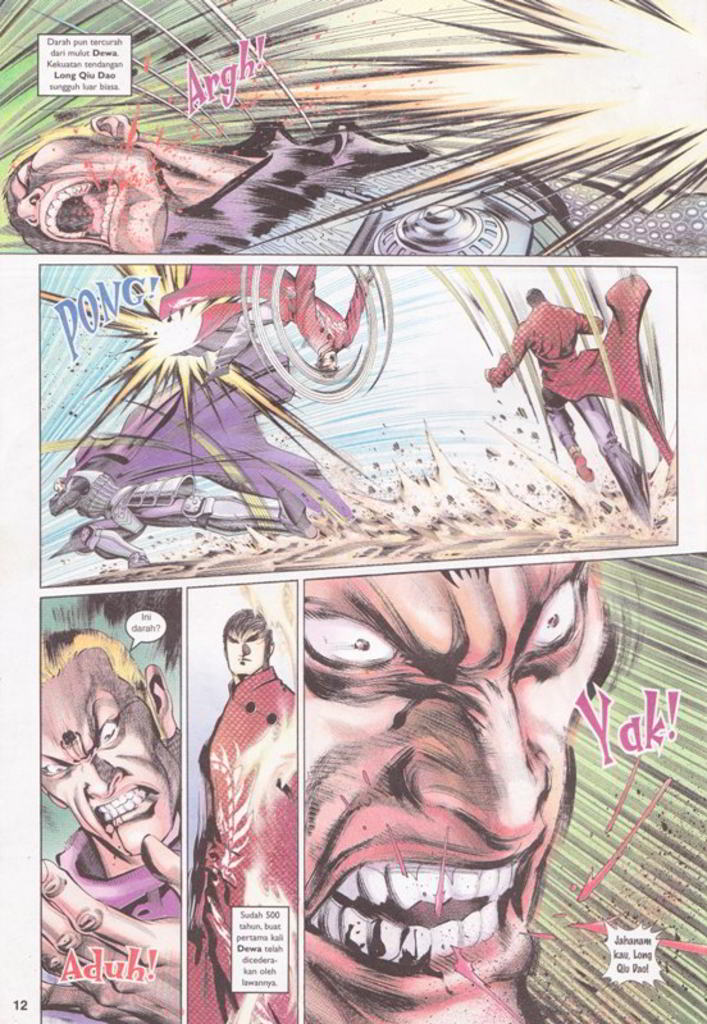 Darah pun tercurah
dari mulut Dewa.
Kekuatan tendangan
Long Qiu Dao
sungguh luar biasa.
Argh!
PONG!
Ini
darah?
Aduh!
Sudah 500
tahun, buat
pertama kali
Dewa telah
dicedera-
kan oleh
lawannya.
Yak!
Jahanam
kau, Long
Qiu Dao!
12